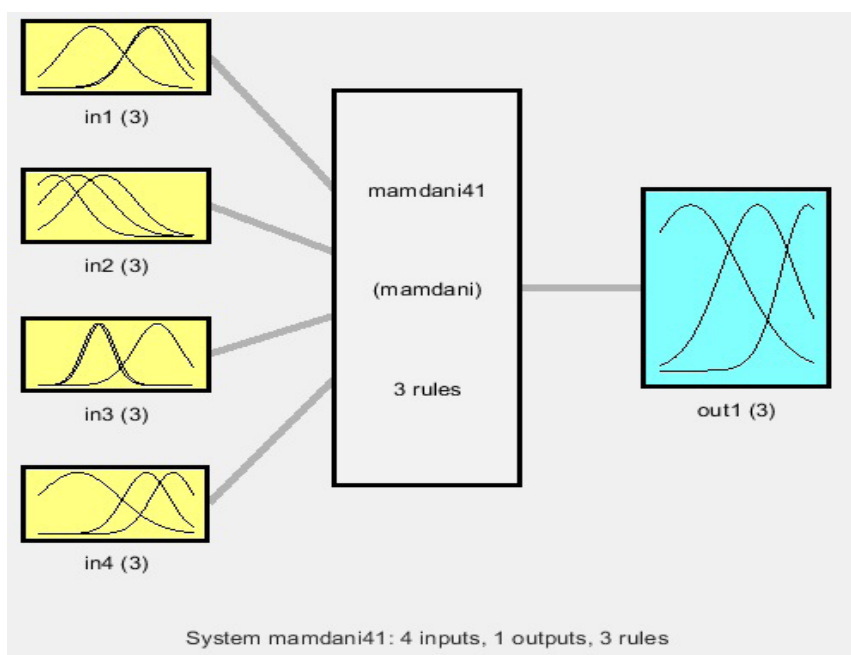 in1 (3)
in2 (3)
in3 (3)
in4 (3)
mamdani41
(mamdani)
3 rules
out1 (3)
System mamdani41: 4 inputs, 1 outputs, 3 rules